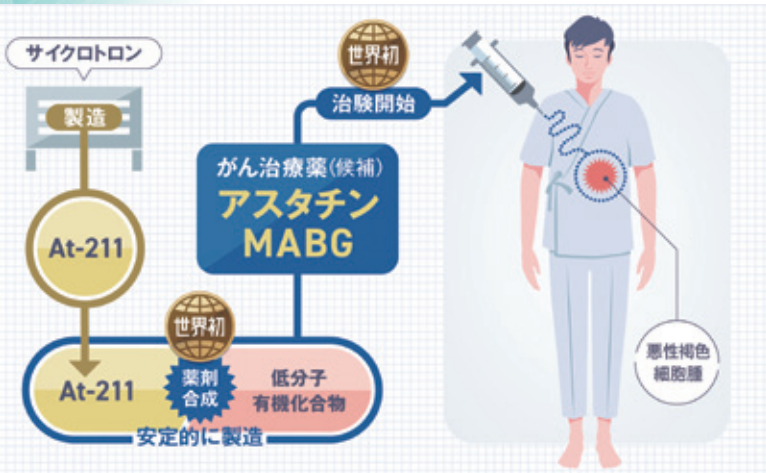 サイクロトロン
製造
At-211
世界初
薬剤
合成
At-211
低分子
有機化合物
安定的に製造
がん治療薬(候補)
アスタチン
MABG
世界初
治験開始
悪性褐色
細胞腫